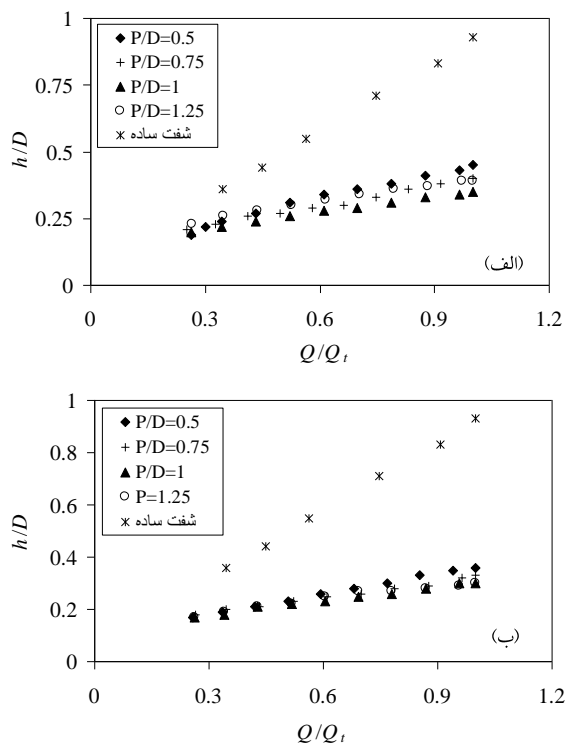 1
0.75
0.5
0.25
0
h/D
P/D=0.5
P/D=0.75
P/D=1
P/D=1.25
شفت ساده
(الف)
0 0.3 0.6 0.9 1.2
Q/Qt
1
0.8
0.6
0.4
0.2
0
h/D
P/D=0.5
P/D=0.75
P/D=1
P=1.25
شفت ساده
(ب)
0 0.3 0.6 0.9 1.2
Q/Qt